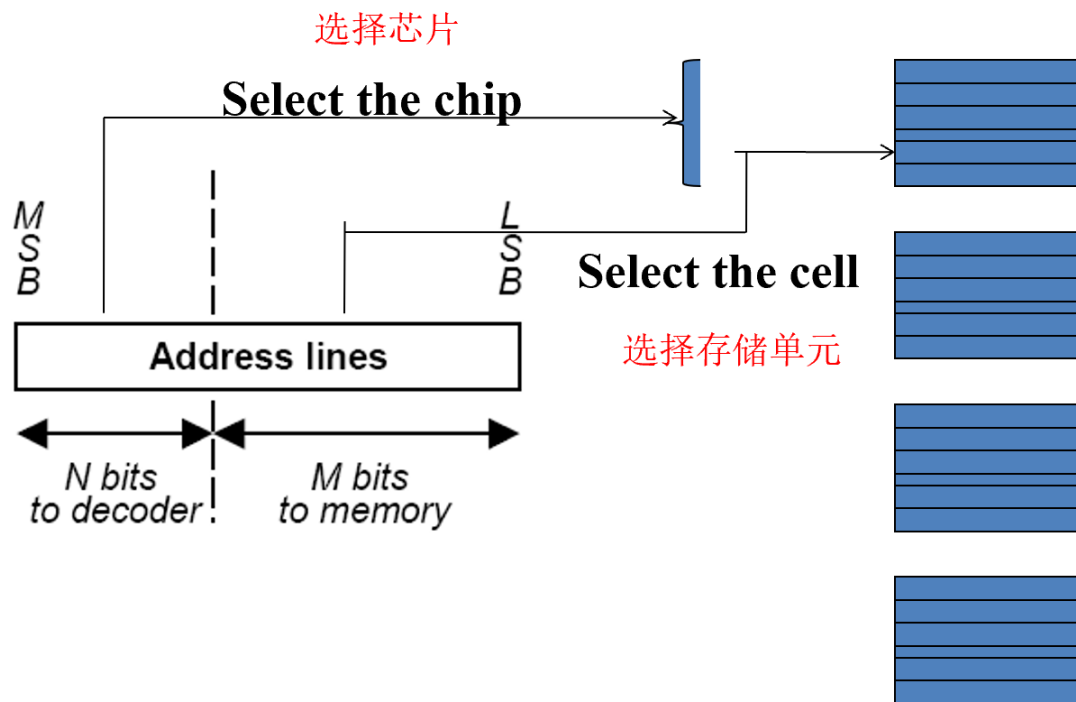 选择芯片
Select the chip
M
S
B
L
S
B
Select the cell
选择存储单元
Address lines
N bits
to decoder
M bits
to memory